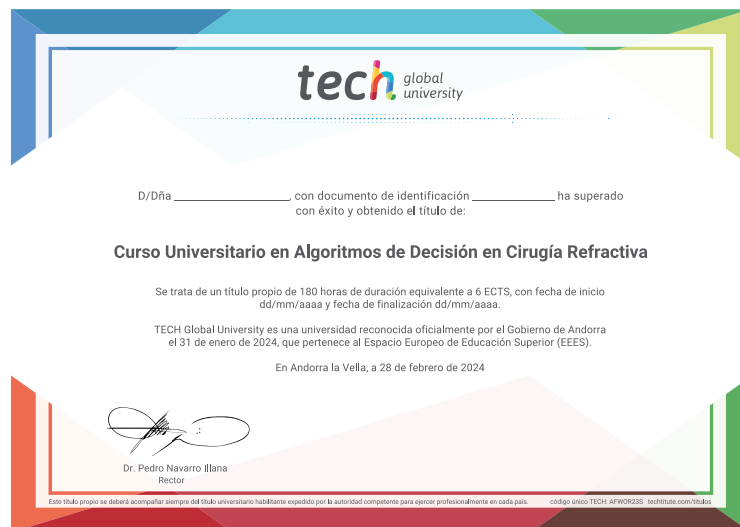 tech global
university
D/Dña ____________________, con documento de identificación ______________ ha superado
con éxito y obtenido el título de:
Curso Universitario en Algoritmos de Decisión en Cirugía Refractiva
Se trata de un título propio de 180 horas de duración equivalente a 6 ECTS, con fecha de inicio
dd/mm/aaaa y fecha de finalización dd/mm/aaaa.
TECH Global University es una universidad reconocida oficialmente por el Gobierno de Andorra
el 31 de enero de 2024, que pertenece al Espacio Europeo de Educación Superior (EEES).
En Andorra la Vella, a 28 de febrero de 2024
Dr. Pedro Navarro Illana
Rector
Este título propio se deberá acompañar siempre del título universitario habilitante expedido por la autoridad competente para ejercer profesionalmente en cada país. código único TECH: AFWOR23S techtitute.com/titulos